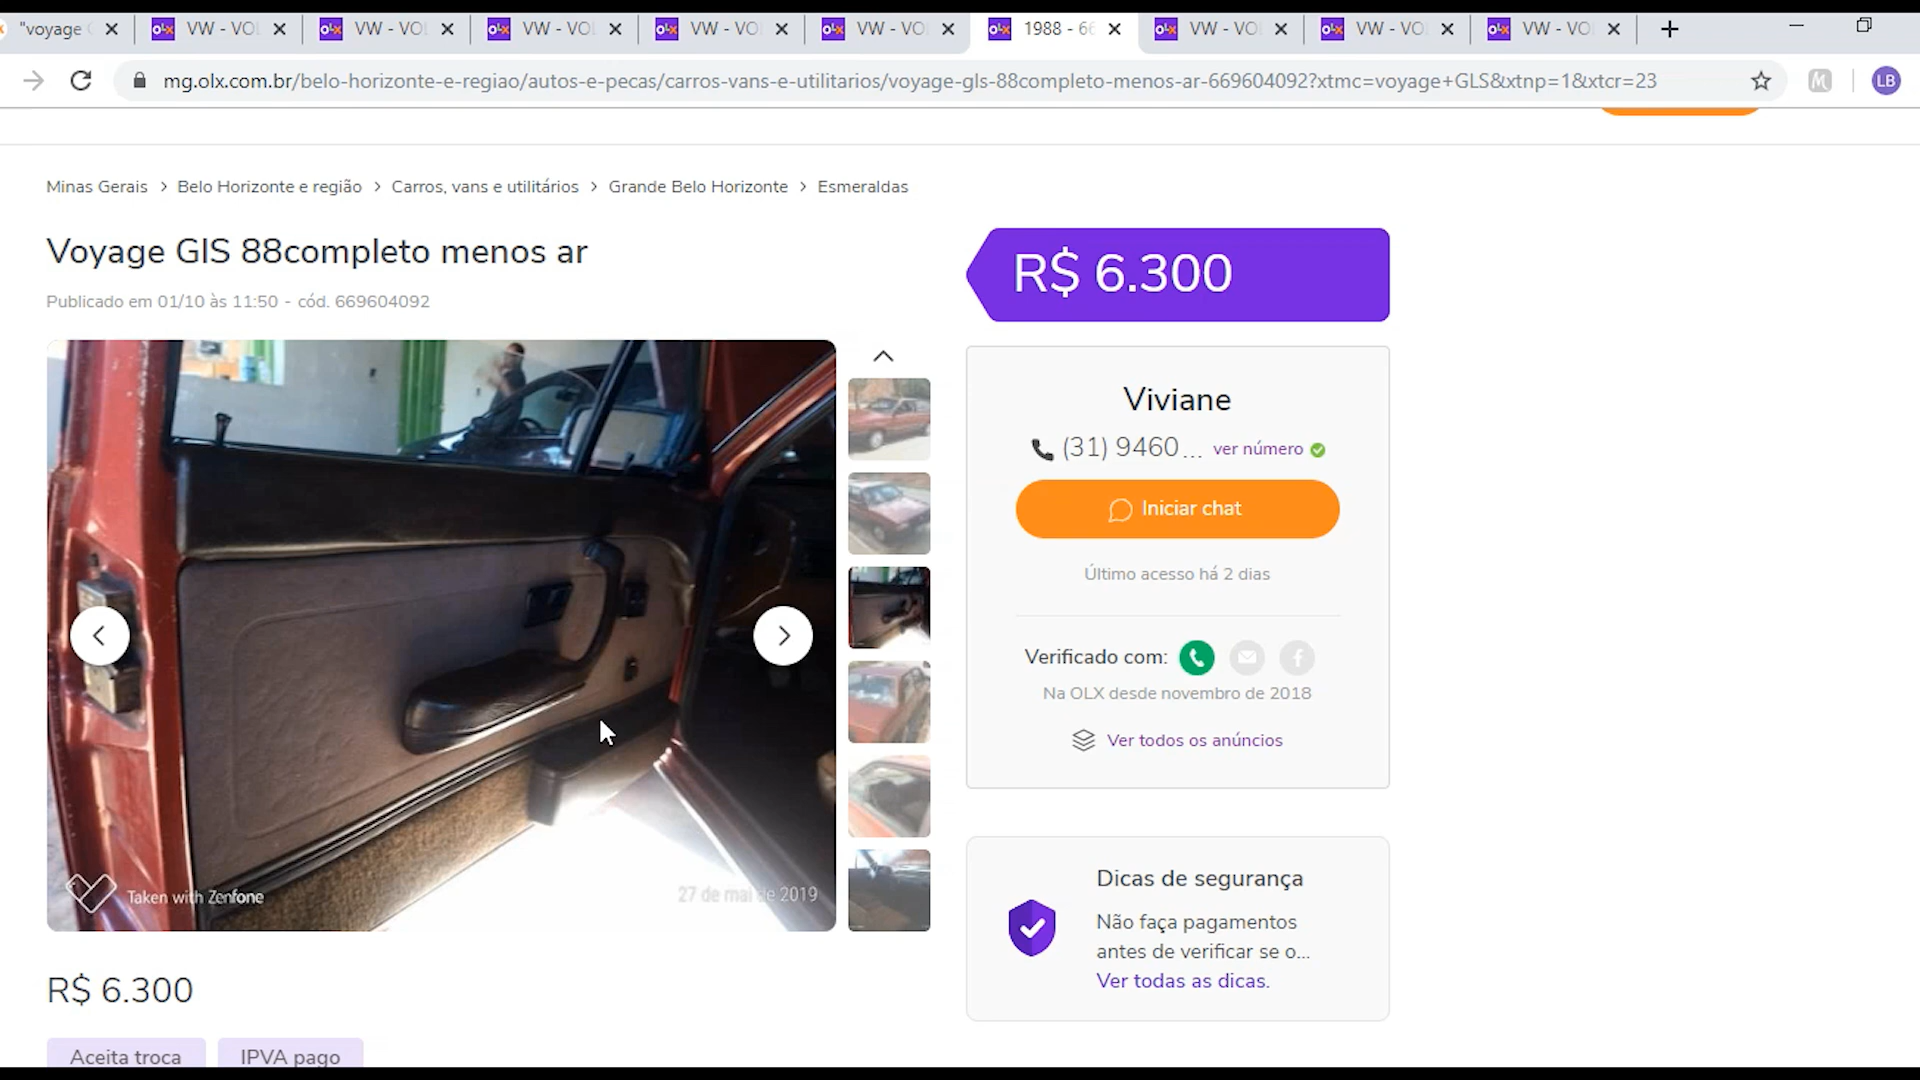 "voyage
VW - VO
VW - VO
VW - VO
VW - VO
VW - VO
1988 - 66
VW - VO
VW - VO
VW - VO
mg.olx.com.br/belo-horizonte-e-regiao/autos-e-pecas/carros-vans-e-utilitarios/voyage-gls-88completo-menos-ar-669604092?xtmc=voyage+GLS&xtnp=1&xtcr=23
LB
Minas Gerais > Belo Horizonte e região > Carros, vans e utilitários > Grande Belo Horizonte > Esmeraldas
Voyage GlS 88completo menos ar
Publicado em 01/10 às 11:50 - cód. 669604092
R$ 6.300
Viviane
(31) 9460... ver número
Iniciar chat
Último acesso há 2 dias
Verificado com:
Na OLX desde novembro de 2018
Ver todos os anúncios
Taken with Zenfone
27 de mai de 2019
Dicas de segurança
Não faça pagamentos
antes de verificar se o...
Ver todas as dicas.
R$ 6.300
Aceita troca
IPVA pago